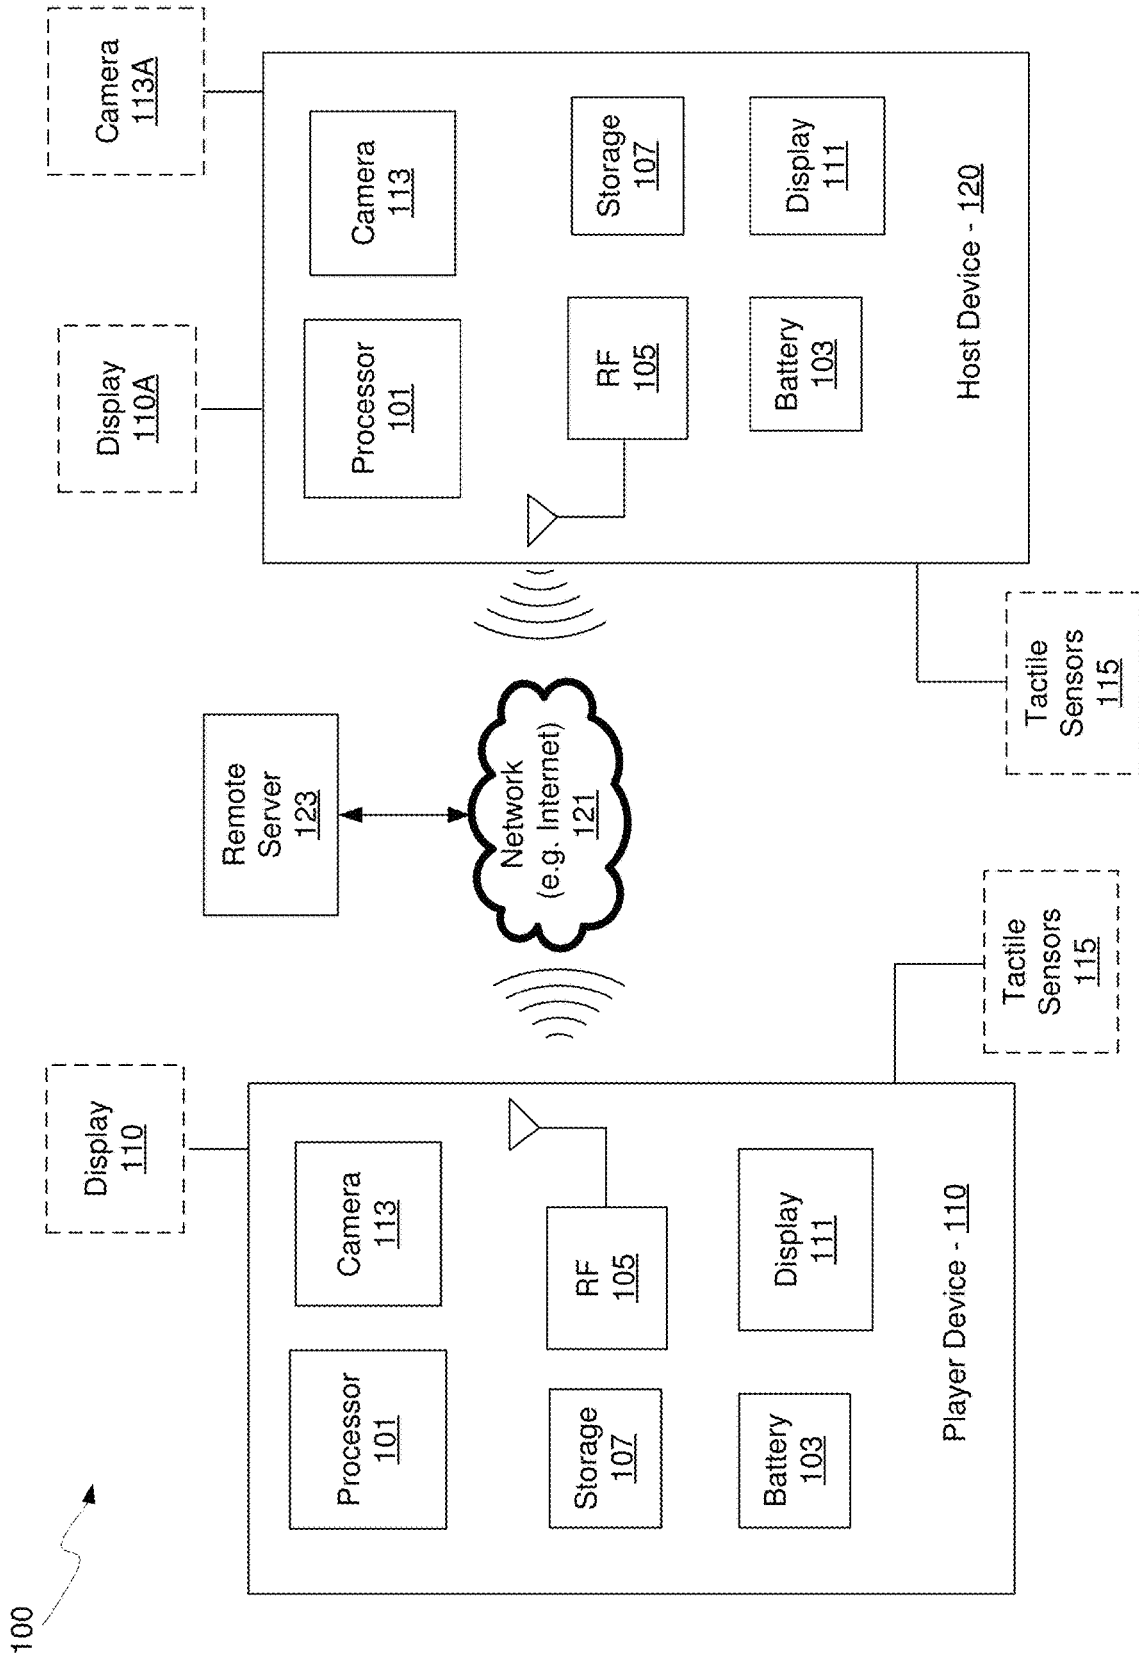 100
Display
110
Processor
101
Camera
113
Storage
107
RF
105
Battery
103
Display
111
Player Device - 110
Tactile
Sensors
115
Remote
Server
123
Network
(e.g. Internet)
121
Display
110A
Camera
113A
Processor
101
Camera
113
RF
105
Storage
107
Battery
103
Display
111
Host Device - 120
Tactile
Sensors
115